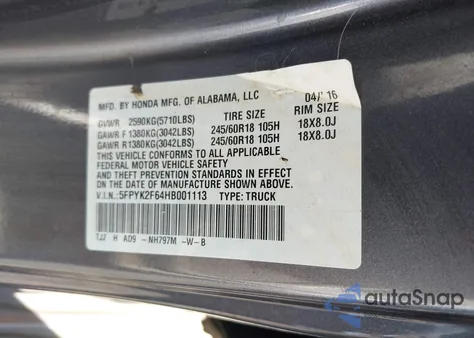 MFD. BY HONDA MFG. OF ALABAMA, LLC 04/'16
GVWR 2590KG(5710LBS) TIRE SIZE RIM SIZE
GAWR F 1380KG(3042LBS) 245/60R18 105H 18X8.0J
GAWR R 1380KG(3042LBS) 245/60R18 105H 18X8.0J
THIS VEHICLE CONFORMS TO ALL APPLICABLE
FEDERAL MOTOR VEHICLE SAFETY
AND THEFT PREVENTION STANDARDS IN EFFECT
ON THE DATE OF MANUFACTURE SHOWN ABOVE.
V.I.N.:5FPYK2F64HB001113 TYPE: TRUCK
H AD9 -NH797M -W-B
autoSnap